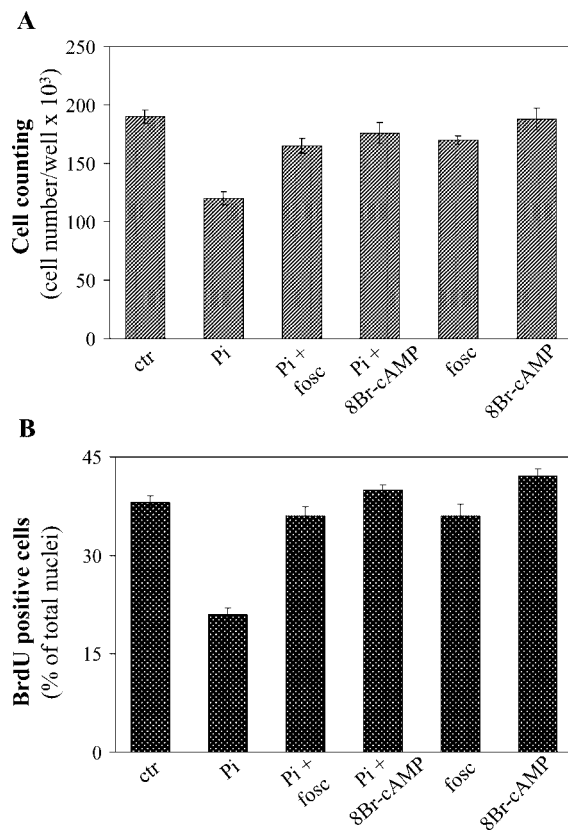 A
Cell counting
(cell number/well x 10³)
250
200
150
100
50
0
ctr
Pi
Pi +
fosc
Pi +
8Br-cAMP
fosc
8Br-cAMP
B
BrdU positive cells
(% of total nuclei)
45
35
15
0
ctr
Pi
Pi +
fosc
Pi +
8Br-cAMP
fosc
8Br-cAMP